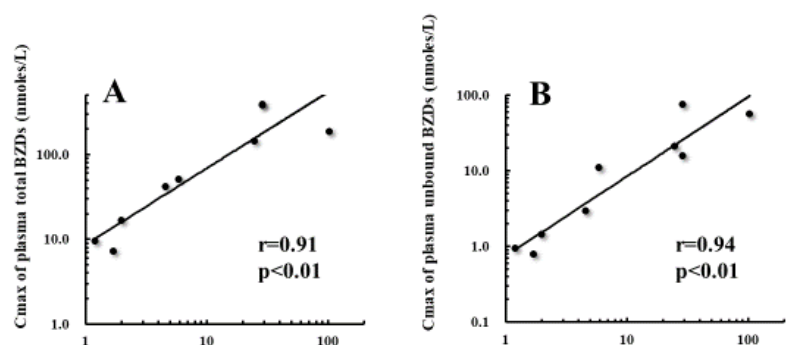 Cmax of plasma total BZDs (nmoles/L)
A
100.0
10.0
1.0
r=0.91
p<0.01
1 10 100
Cmax of plasma unbound BZDs (nmoles/L)
B
100.0
10.0
1.0
0.1
r=0.94
p<0.01
1 10 100